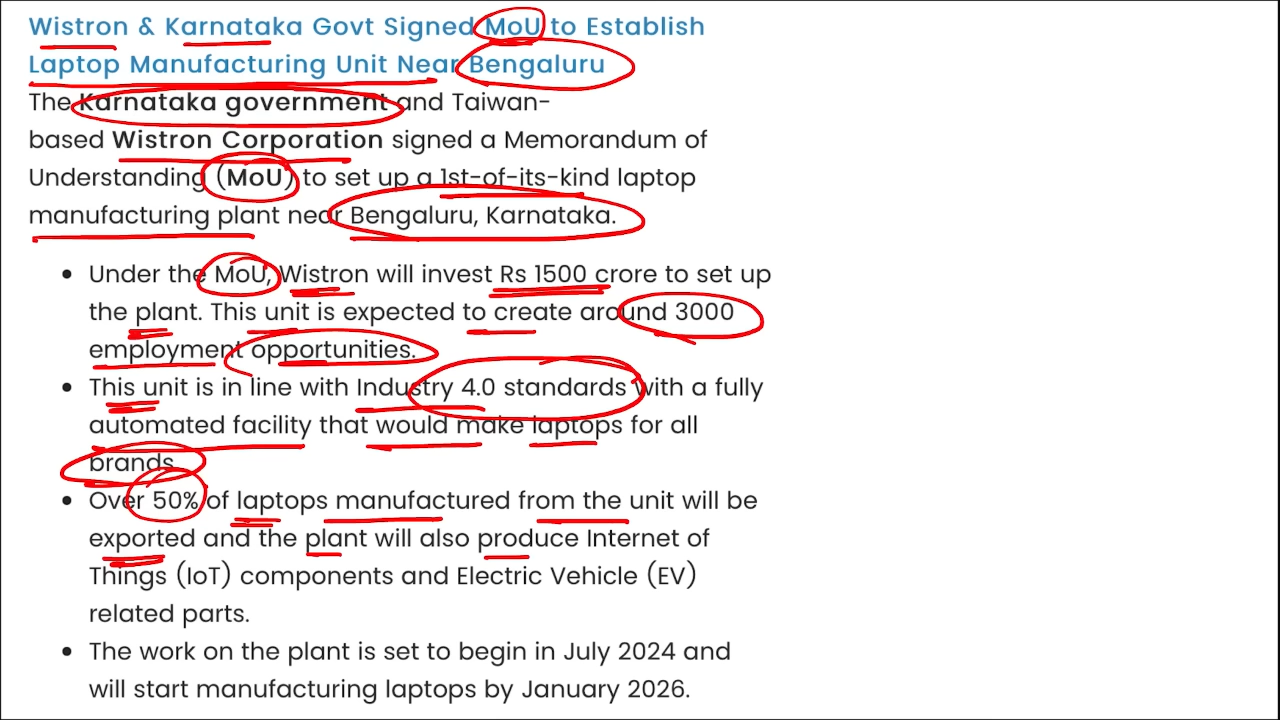 Wistron & Karnataka Govt Signed MoU to Establish
Laptop Manufacturing Unit Near Bengaluru
The Karnataka government and Taiwan-
based Wistron Corporation signed a Memorandum of
Understanding (MoU) to set up a 1st-of-its-kind laptop
manufacturing plant near Bengaluru, Karnataka.
• Under the MoU, Wistron will invest Rs 1500 crore to set up
the plant. This unit is expected to create around 3000
employment opportunities.
• This unit is in line with Industry 4.0 standards with a fully
automated facility that would make laptops for all
brands.
• Over 50% of laptops manufactured from the unit will be
exported and the plant will also produce Internet of
Things (IoT) components and Electric Vehicle (EV)
related parts.
• The work on the plant is set to begin in July 2024 and
will start manufacturing laptops by January 2026.